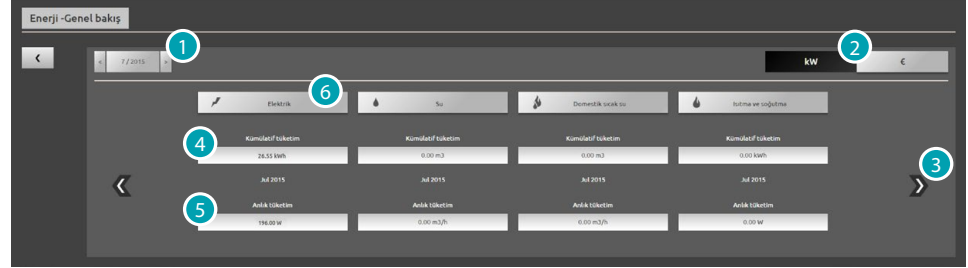 Enerji -Genel bakış
‹
1
2
< 7 / 2015 >
kW €
6
Elektrik Su Domestik sıcak su Isıtma ve soğutma
4
Kümülatif tüketim Kümülatif tüketim Kümülatif tüketim Kümülatif tüketim
26.55 kWh 0.00 m3 0.00 m3 0.00 kWh
3
Jul 2015 Jul 2015 Jul 2015 Jul 2015
5
Anlık tüketim Anlık tüketim Anlık tüketim Anlık tüketim
196.00 W 0.00 m3/h 0.00 m3/h 0.00 W